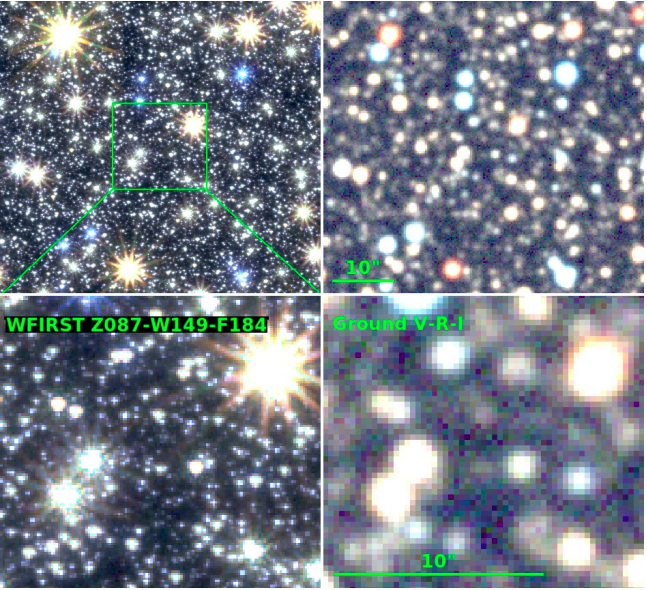 10"
WFIRST Z087-W149-F184
Ground V-R-I
10"